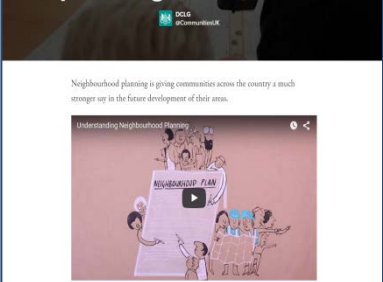 DCLG
@CommunitiesUK
Neighbourhood planning is giving communities across the country a much
stronger say in the future development of their areas.
Understanding Neighbourhood Planning
NEIGHBOURHOOD PLAN